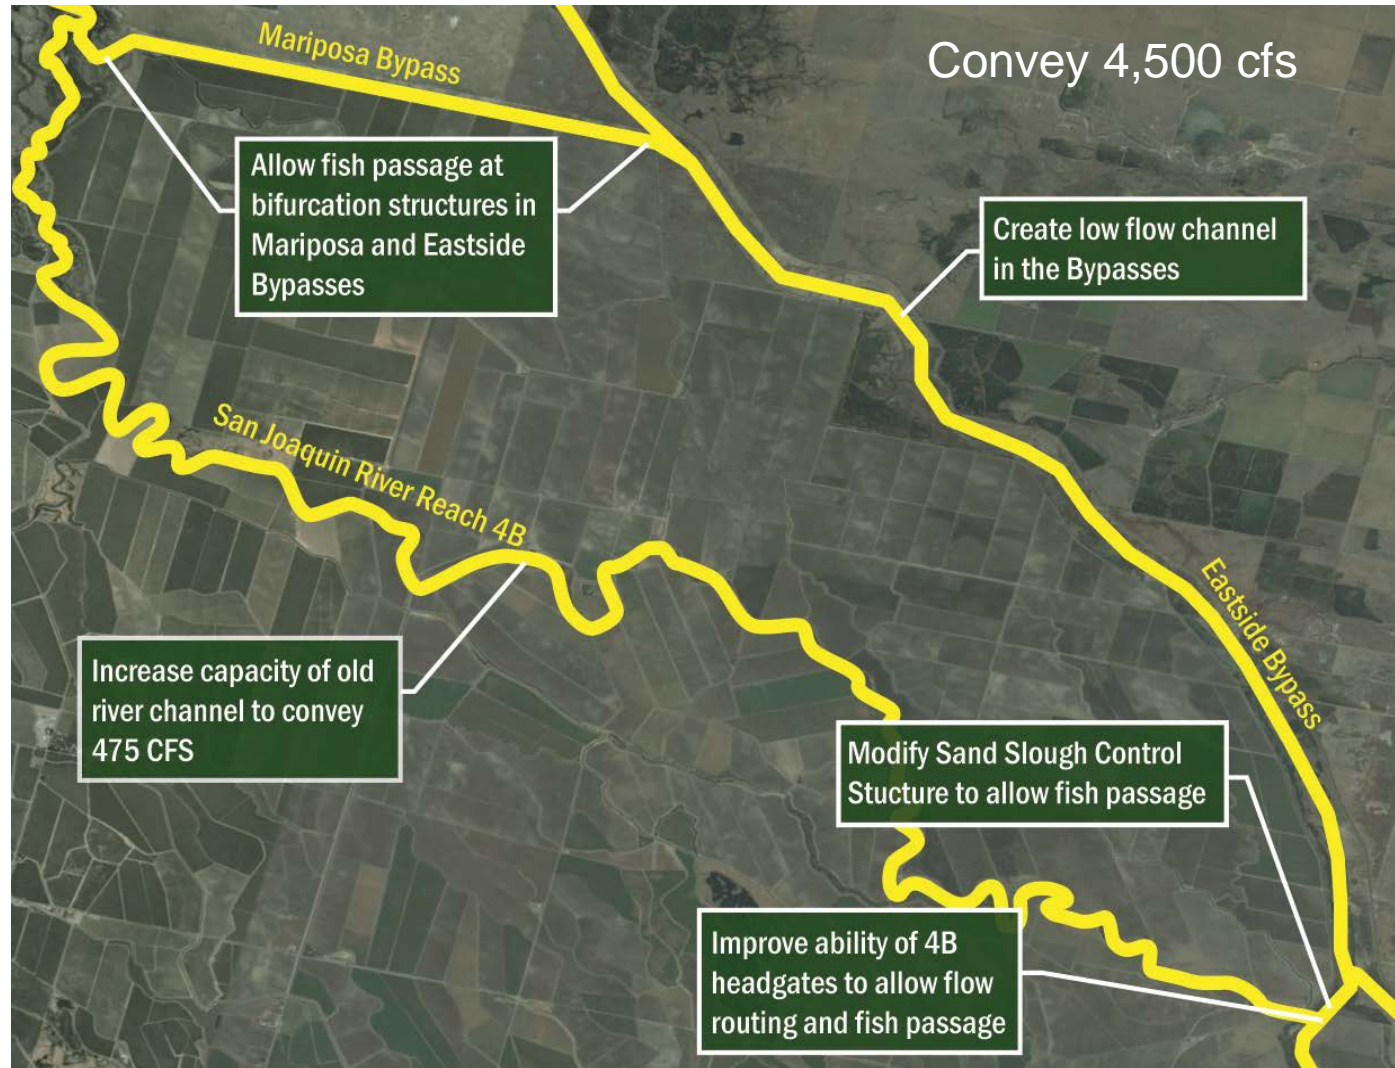 Mariposa Bypass
Convey 4,500 cfs
Allow fish passage at
bifurcation structures in
Mariposa and Eastside
Bypasses
Create low flow channel
in the Bypasses
San Joaquin River Reach 4B
Eastside Bypass
Increase capacity of old
river channel to convey
475 CFS
Modify Sand Slough Control
Stucture to allow fish passage
Improve ability of 4B
headgates to allow flow
routing and fish passage